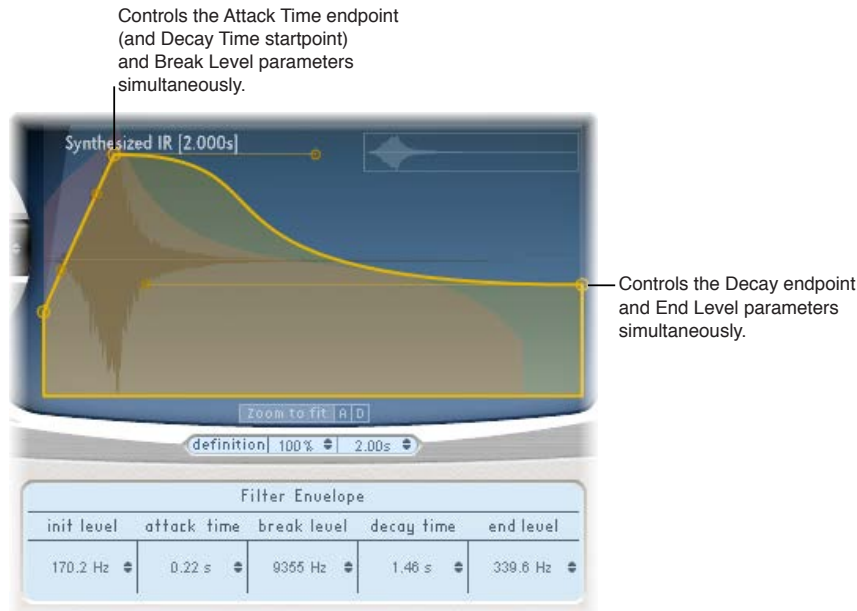 Controls the Attack Time endpoint
(and Decay Time startpoint)
and Break Level parameters
simultaneously.
Synthesized IR [2.000s]
Controls the Decay endpoint
and End Level parameters
simultaneously.
Zoom to fit A D
definition 100% 2.00s
Filter Envelope
init level attack time break level decay time end level
170.2 Hz 0.22 s 9355 Hz 1.46 s 339.6 Hz